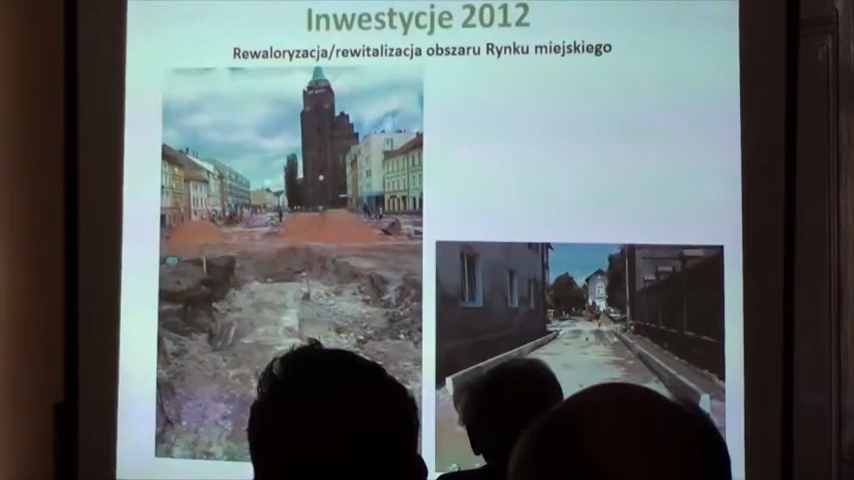 Inwestycje 2012
Rewaloryzacja/rewitalizacja obszaru Rynku miejskiego